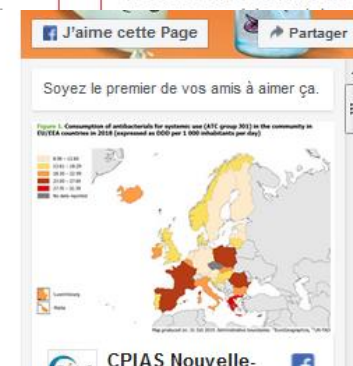 J'aime cette Page
Partager
Soyez le premier de vos amis à aimer ça.
Figure 1. Consumption of antibacterials for systemic use (ATC group J01) in the community in
EU/EEA countries in 2018 (expressed as DDD per 1 000 inhabitants per day)
No data reported
Luxembourg
Malta
CPIAS Nouvelle-